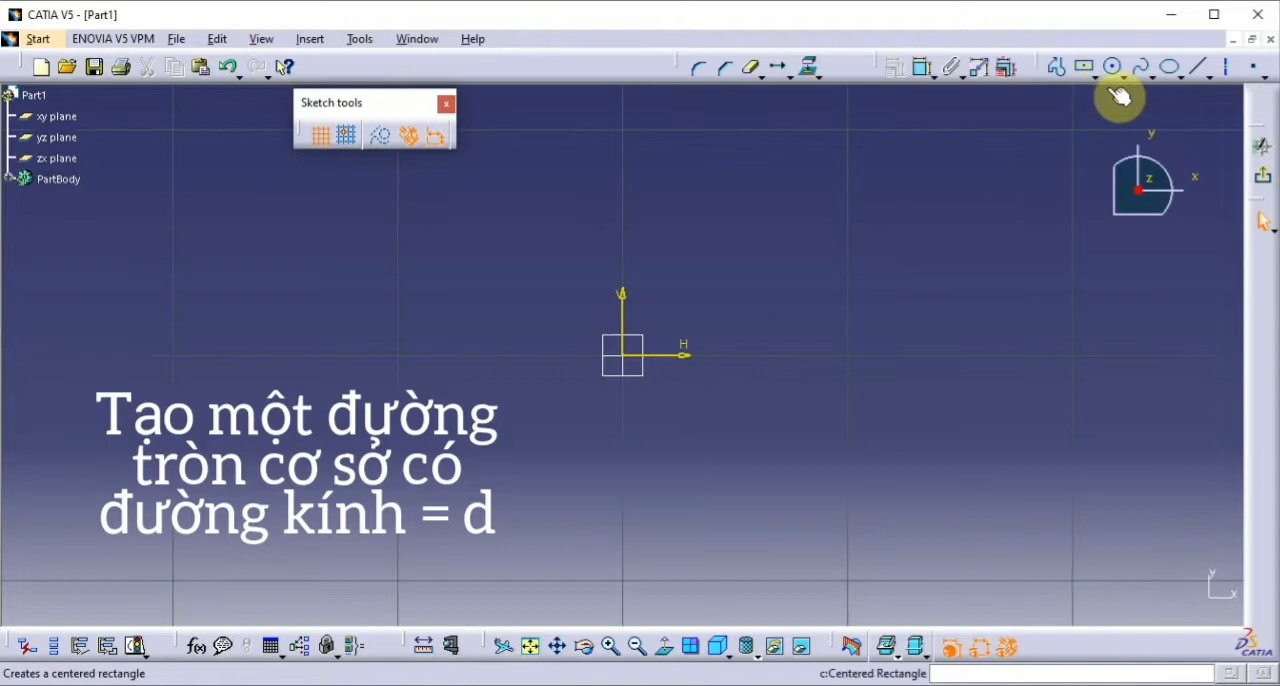 CATIA V5 - [Part1]
Start ENOVIA V5 VPM File Edit View Insert Tools Window Help
Part1
xy plane
yz plane
zx plane
PartBody
Sketch tools
y
z
x
V
H
Tạo một đường
tròn cơ sở có
đường kính = d
y
x
f(x)
CATIA
Creates a centered rectangle
c:Centered Rectangle